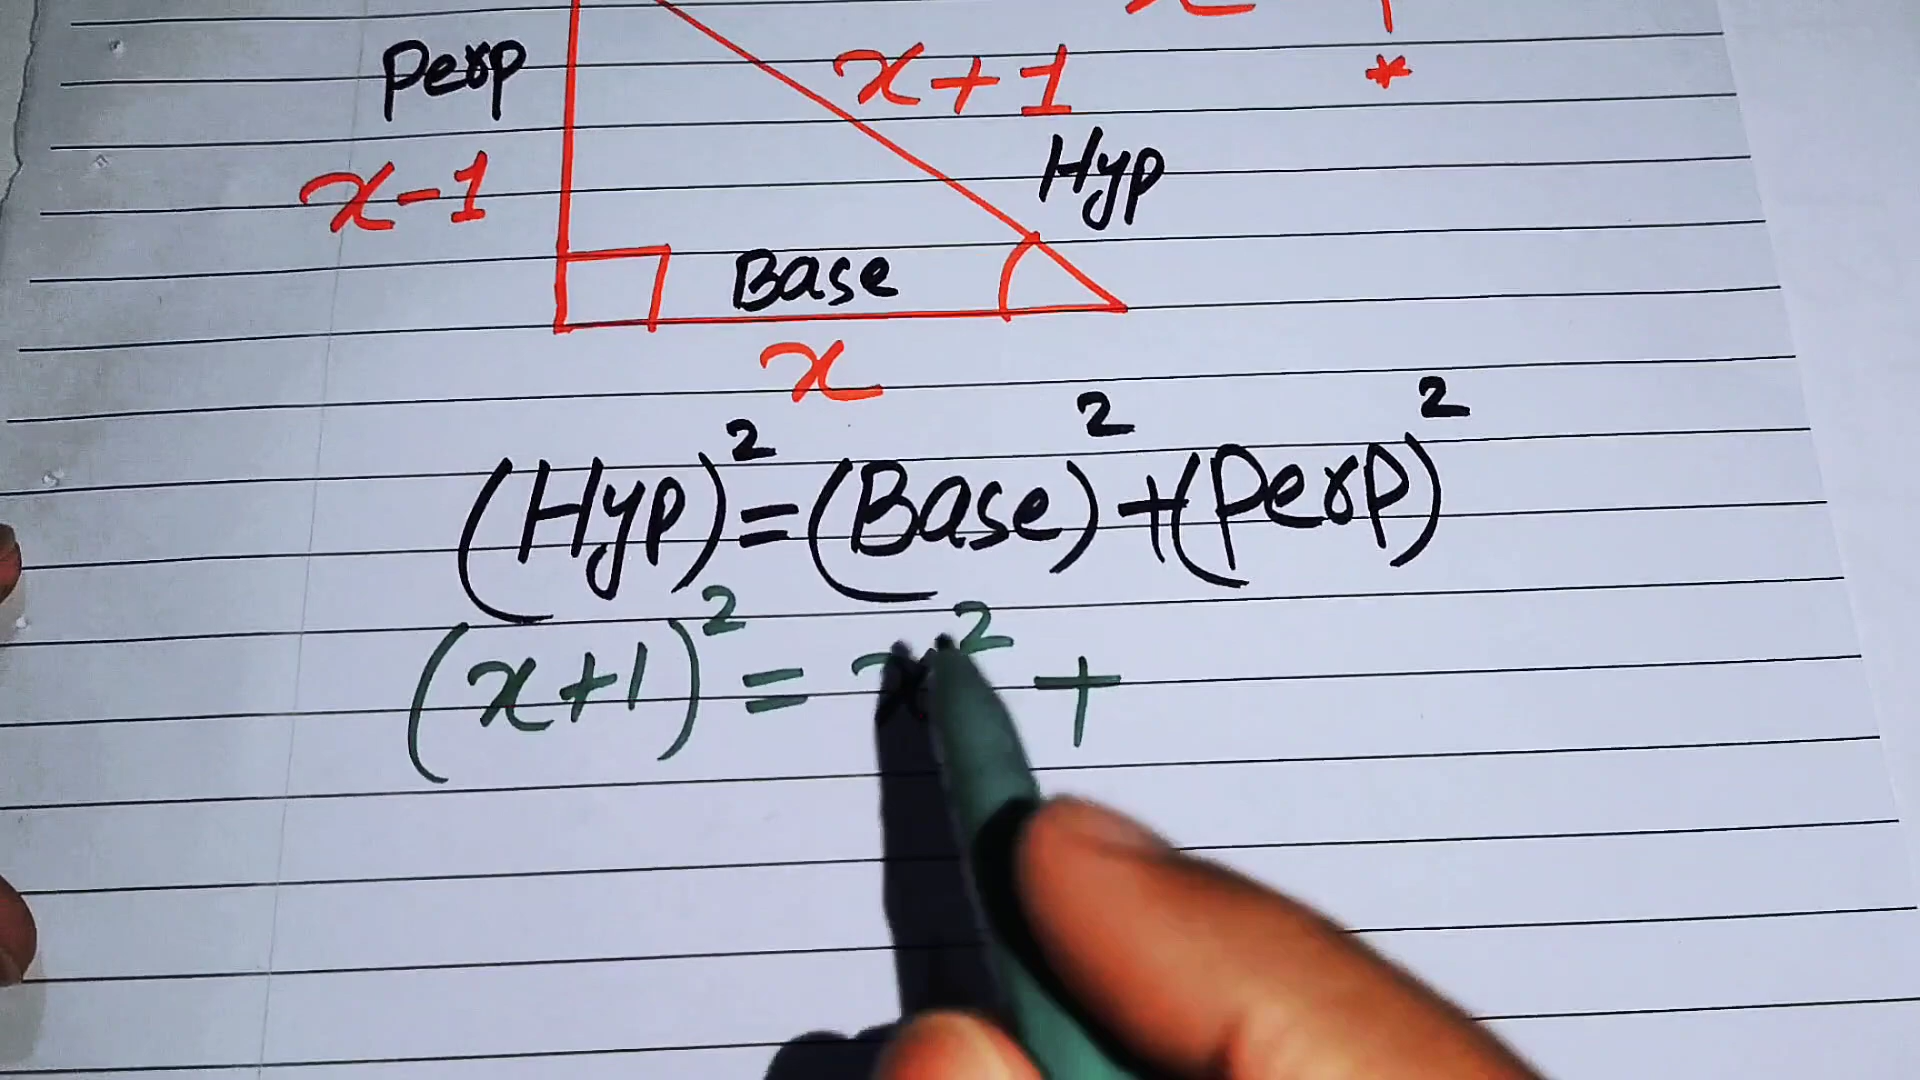 Perp
x+1
*
x-1
Hyp
Base
x
(Hyp)²=(Base)²+(Perp)²
(x+1)²= x² +